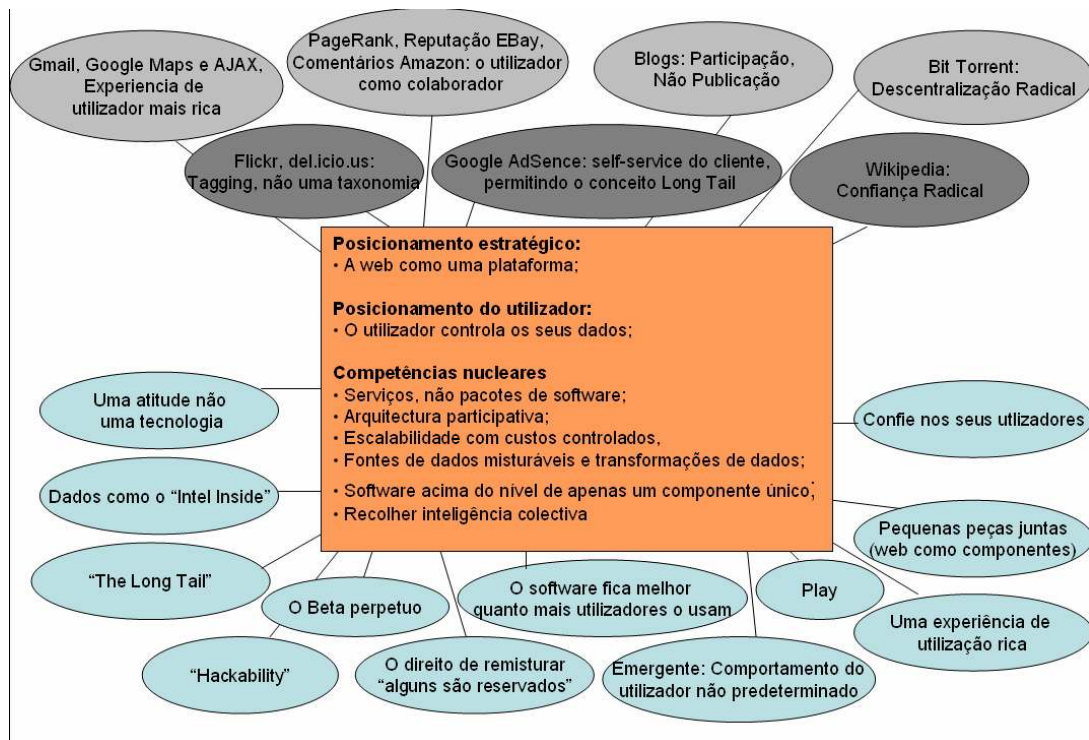 Gmail, Google Maps e AJAX,
Experiencia de
utilizador mais rica
PageRank, Reputação EBay,
Comentários Amazon: o utilizador
como colaborador
Blogs: Participação,
Não Publicação
Bit Torrent:
Descentralização Radical
Flickr, del.icio.us:
Tagging, não uma taxonomia
Google AdSence: self-service do cliente,
permitindo o conceito Long Tail
Wikipedia:
Confiança Radical
Posicionamento estratégico:
• A web como uma plataforma;
Posicionamento do utilizador:
• O utilizador controla os seus dados;
Competências nucleares
• Serviços, não pacotes de software;
• Arquitectura participativa;
• Escalabilidade com custos controlados,
• Fontes de dados misturáveis e transformações de dados;
• Software acima do nível de apenas um componente único;
• Recolher inteligência colectiva
Uma atitude não
uma tecnologia
Dados como o “Intel Inside”
“The Long Tail”
“Hackability”
O Beta perpetuo
O direito de remisturar
“alguns são reservados”
O software fica melhor
quanto mais utilizadores o usam
Emergente: Comportamento do
utilizador não predeterminado
Play
Confie nos seus utlizadores
Pequenas peças juntas
(web como componentes)
Uma experiência de
utilização rica